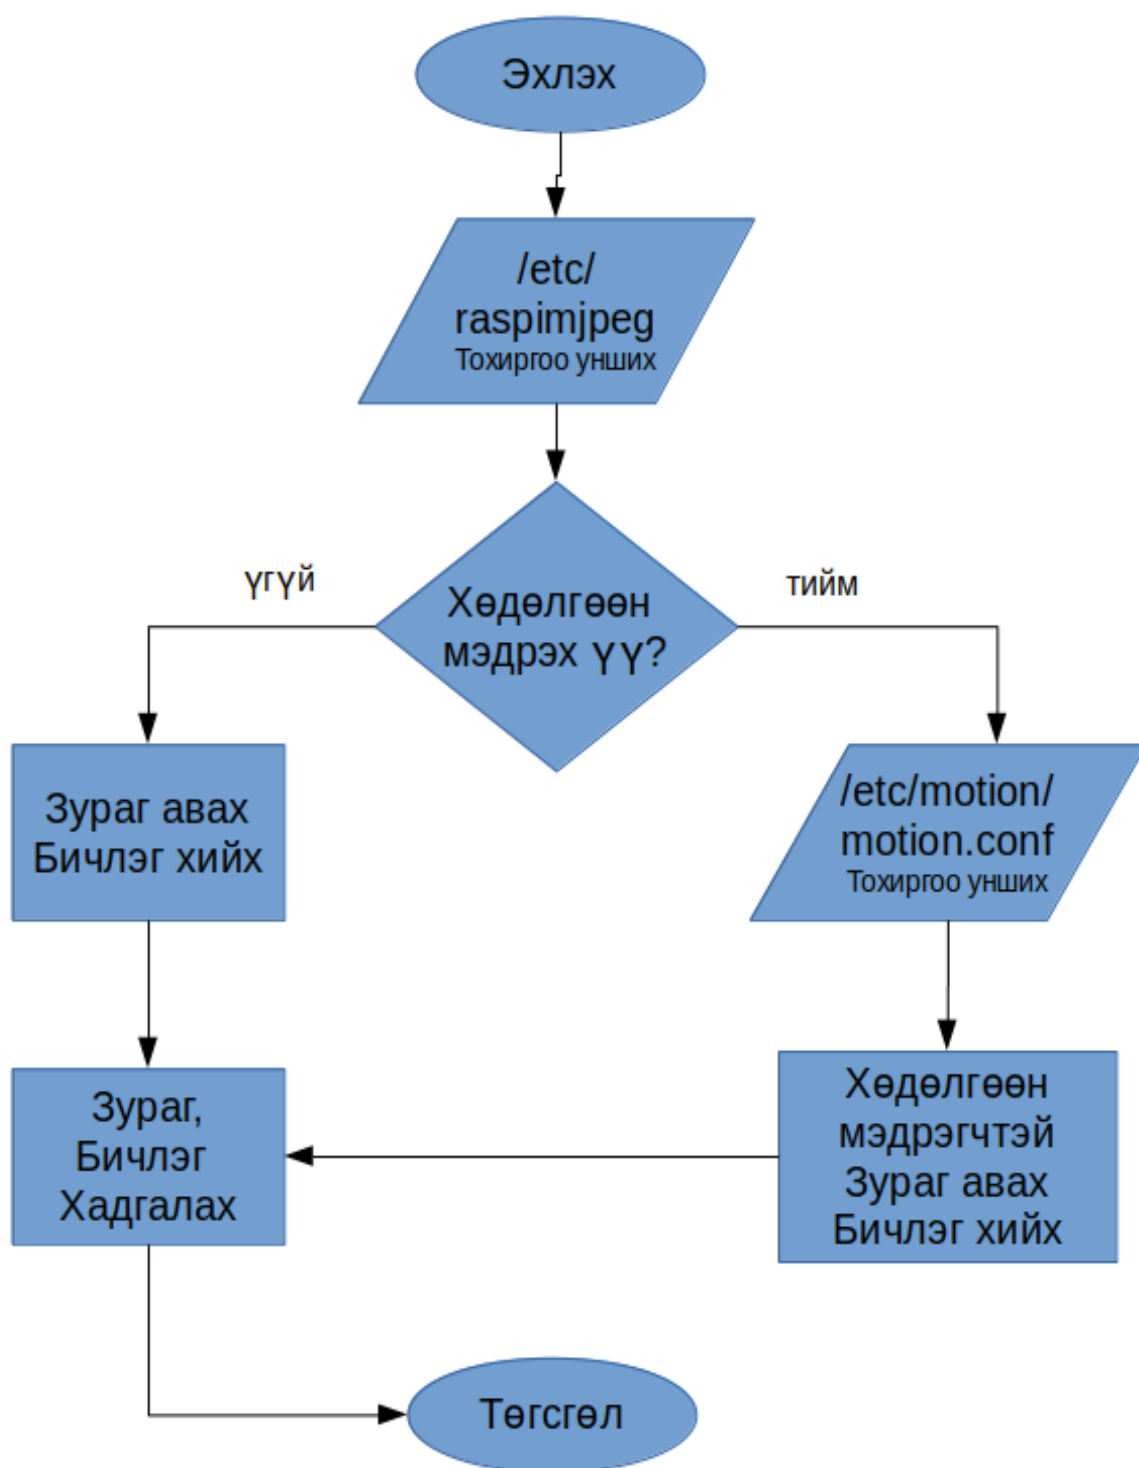 Эхлэх
/etc/
raspimjpeg
Тохиргоо унших
Хөдөлгөөн
мэдрэх үү?
үгүй
тийм
Зураг авах
Бичлэг хийх
/etc/motion/
motion.conf
Тохиргоо унших
Зураг,
Бичлэг
Хадгалах
Хөдөлгөөн
мэдрэгчтэй
Зураг авах
Бичлэг хийх
Төгсгөл